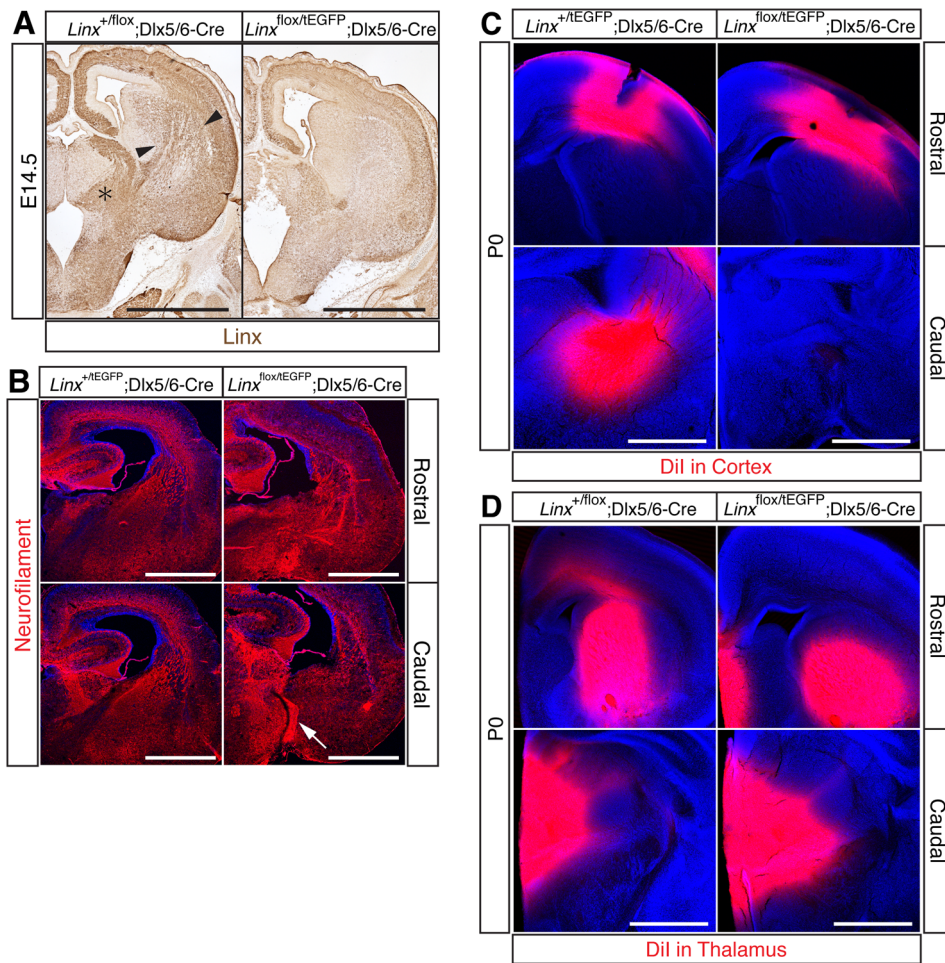 A
Linx+/flox;Dlx5/6-Cre
Linxflox/tEGFP;Dlx5/6-Cre
E14.5
*
Linx
B
Linx+/tEGFP;Dlx5/6-Cre
Linxflox/tEGFP;Dlx5/6-Cre
Neurofilament
Rostral
Caudal
C
Linx+/tEGFP;Dlx5/6-Cre
Linxflox/tEGFP;Dlx5/6-Cre
P0
Rostral
Caudal
DiI in Cortex
D
Linx+/flox;Dlx5/6-Cre
Linxflox/tEGFP;Dlx5/6-Cre
P0
Rostral
Caudal
DiI in Thalamus